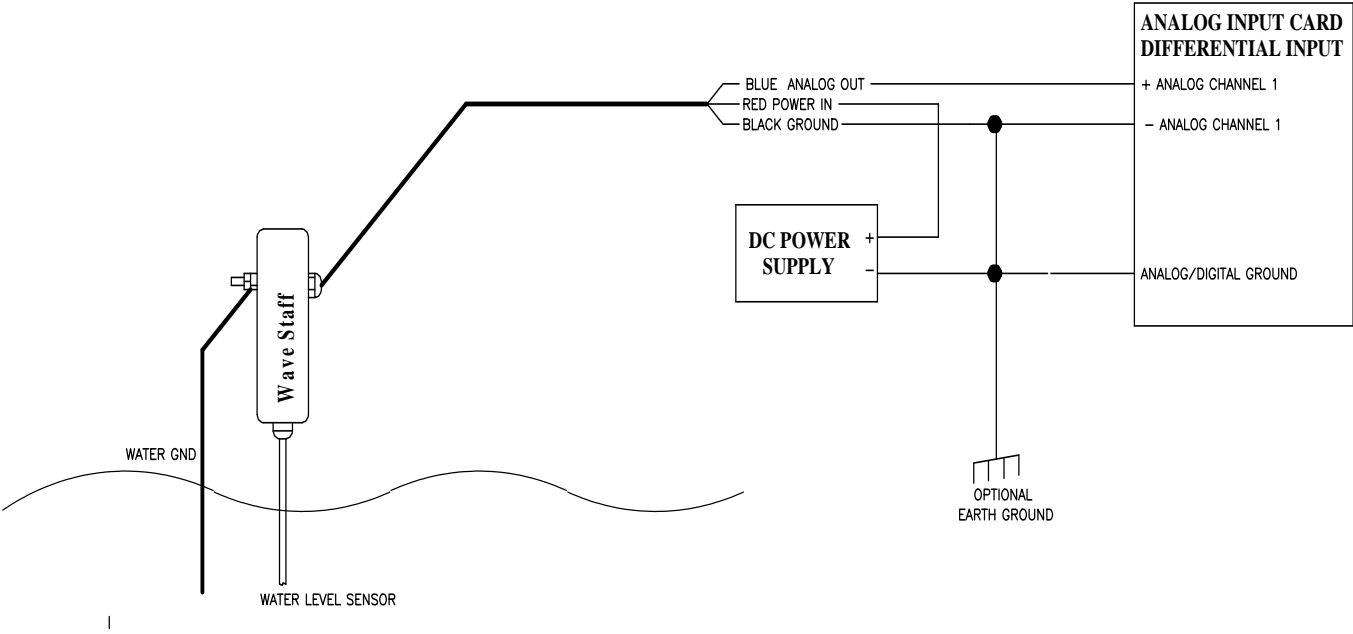 ANALOG INPUT CARD
DIFFERENTIAL INPUT
BLUE ANALOG OUT
+ ANALOG CHANNEL 1
RED POWER IN
BLACK GROUND
- ANALOG CHANNEL 1
DC POWER +
SUPPLY -
ANALOG/DIGITAL GROUND
Wave Staff
WATER GND
OPTIONAL
EARTH GROUND
WATER LEVEL SENSOR